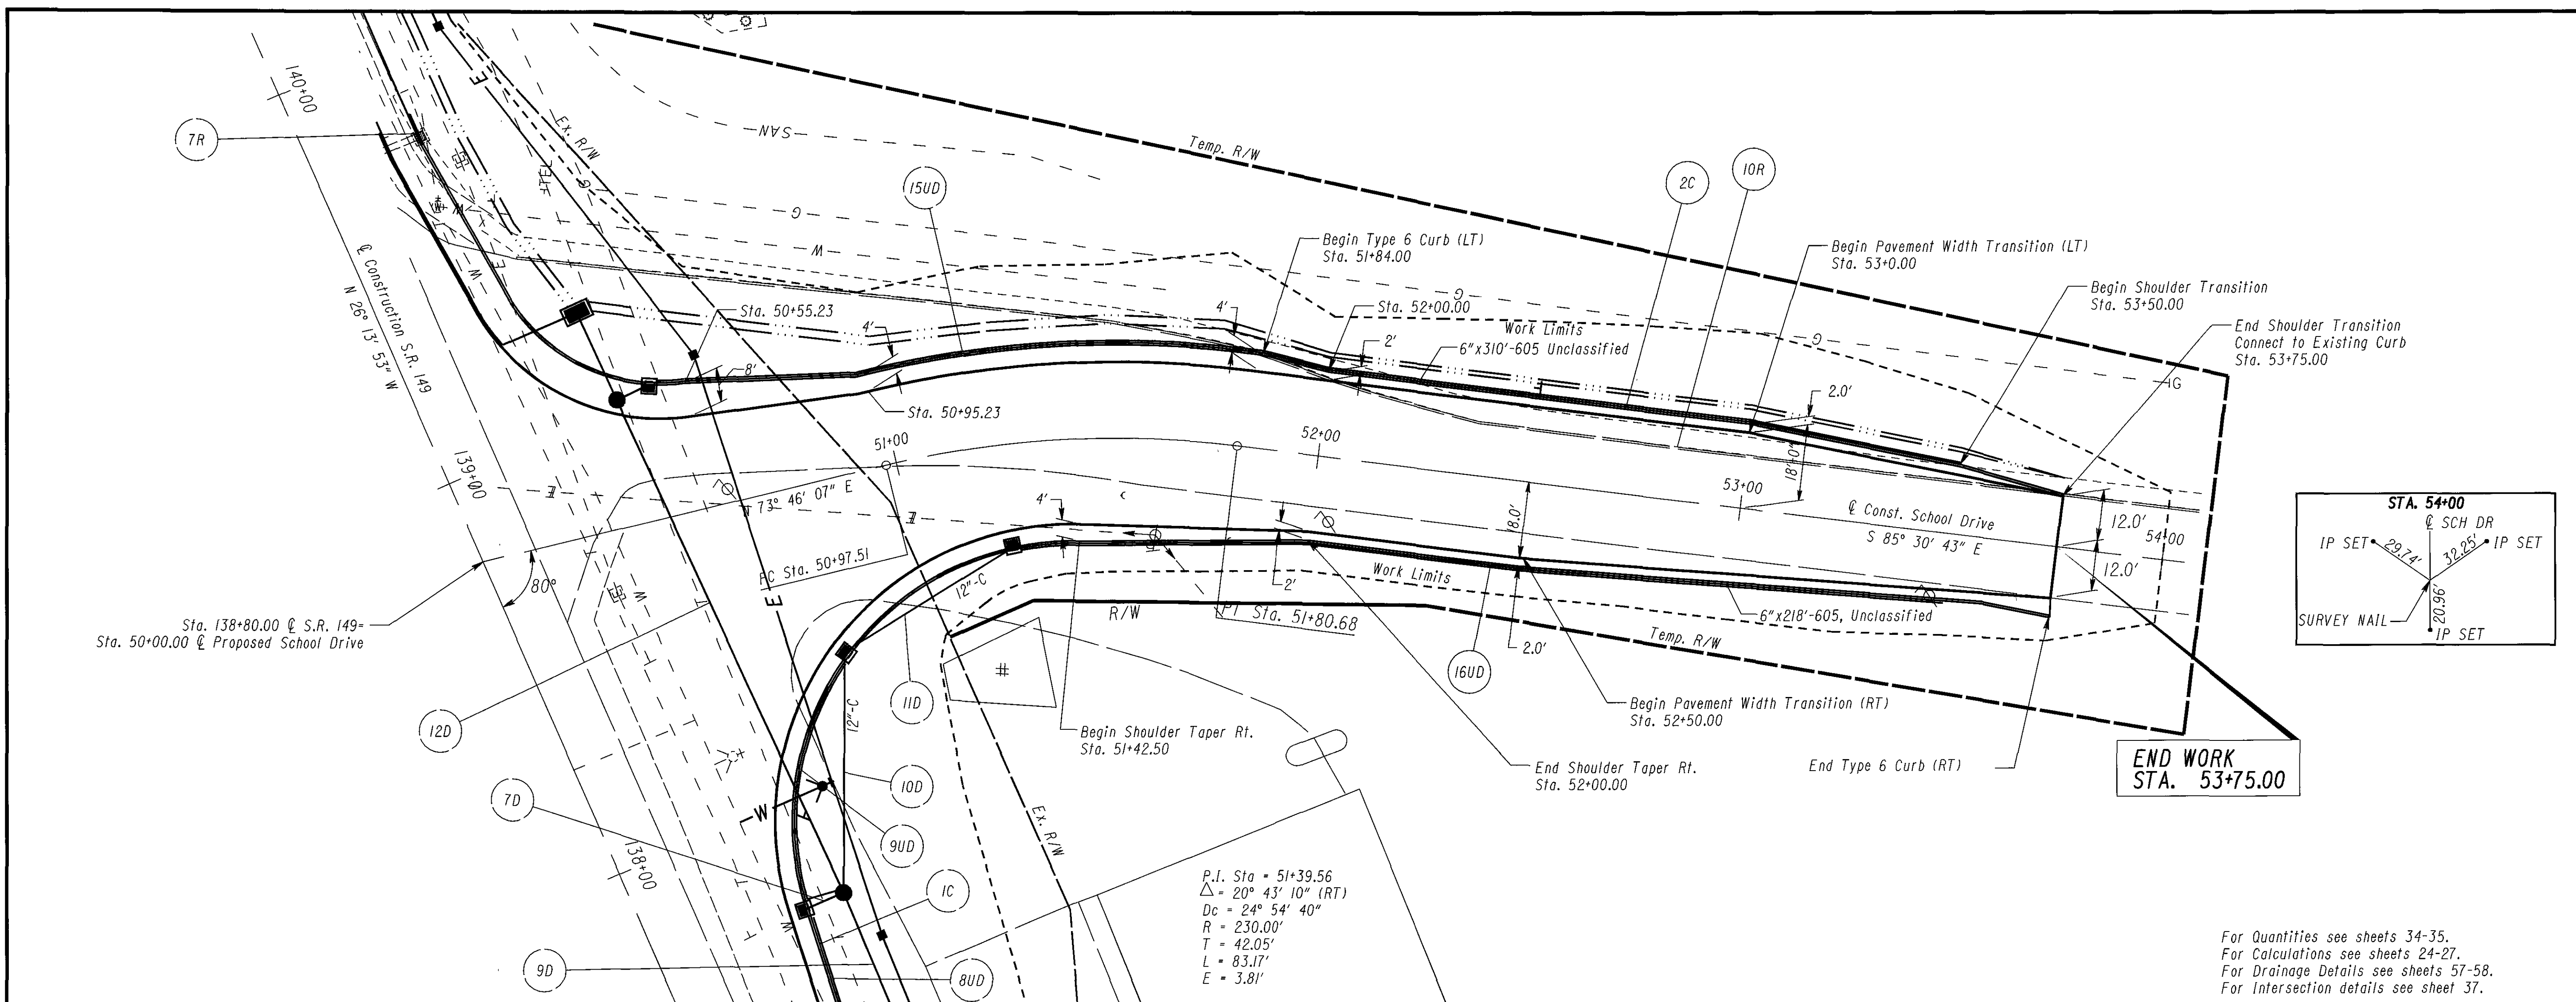 140+00
7R
E
Ex. R/W
SAN
TEL
G
Temp. R/W
15UD
2C
10R
G
W
W
E
Begin Type 6 Curb (LT)
Sta. 51+84.00
Begin Pavement Width Transition (LT)
Sta. 53+0.00
Begin Shoulder Transition
Sta. 53+50.00
End Shoulder Transition
Connect to Existing Curb
Sta. 53+75.00
℄ Construction S.R. 149
N 26° 13' 53" W
Sta. 50+55.23
4'
4'
Sta. 52+00.00
G
Work Limits
2'
6"x310'-605 Unclassified
G
G
8'
2.0'
Sta. 50+95.23
51+00
52+00
18'-0"
53+00
139+00
N 73° 46' 07" E
4'
18.0'
℄ Const. School Drive
S 85° 30' 43" E
12.0'
54+00
12.0'
STA. 54+00
℄ SCH DR
IP SET
29.74'
32.25'
IP SET
20.96'
SURVEY NAIL
IP SET
80°
PC Sta. 50+97.51
E
12"-C
2'
Work Limits
R/W
PT Sta. 51+80.68
6"x218'-605, Unclassified
Temp. R/W
2.0'
Sta. 138+80.00 ℄ S.R. 149=
Sta. 50+00.00 ℄ Proposed School Drive
W
T
T
#
16UD
12D
11D
12"-C
Begin Shoulder Taper Rt.
Sta. 51+42.50
Begin Pavement Width Transition (RT)
Sta. 52+50.00
End Shoulder Taper Rt.
Sta. 52+00.00
End Type 6 Curb (RT)
END WORK
STA. 53+75.00
7D
W
10D
9UD
Ex. R/W
138+00
1C
9D
8UD
P.I. Sta = 51+39.56
△ = 20° 43' 10" (RT)
Dc = 24° 54' 40"
R = 230.00'
T = 42.05'
L = 83.17'
E = 3.81'
For Quantities see sheets 34-35.
For Calculations see sheets 24-27.
For Drainage Details see sheets 57-58.
For Intersection details see sheet 37.